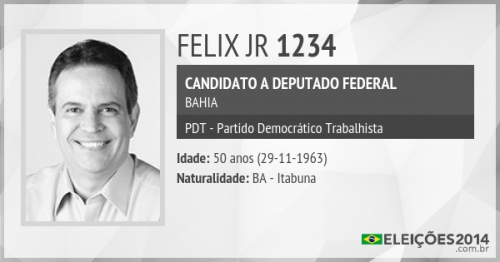 FELIX JR 1234
CANDIDATO A DEPUTADO FEDERAL
BAHIA
PDT - Partido Democrático Trabalhista
Idade: 50 anos (29-11-1963)
Naturalidade: BA - Itabuna
ELEIÇÕES2014
.com.br